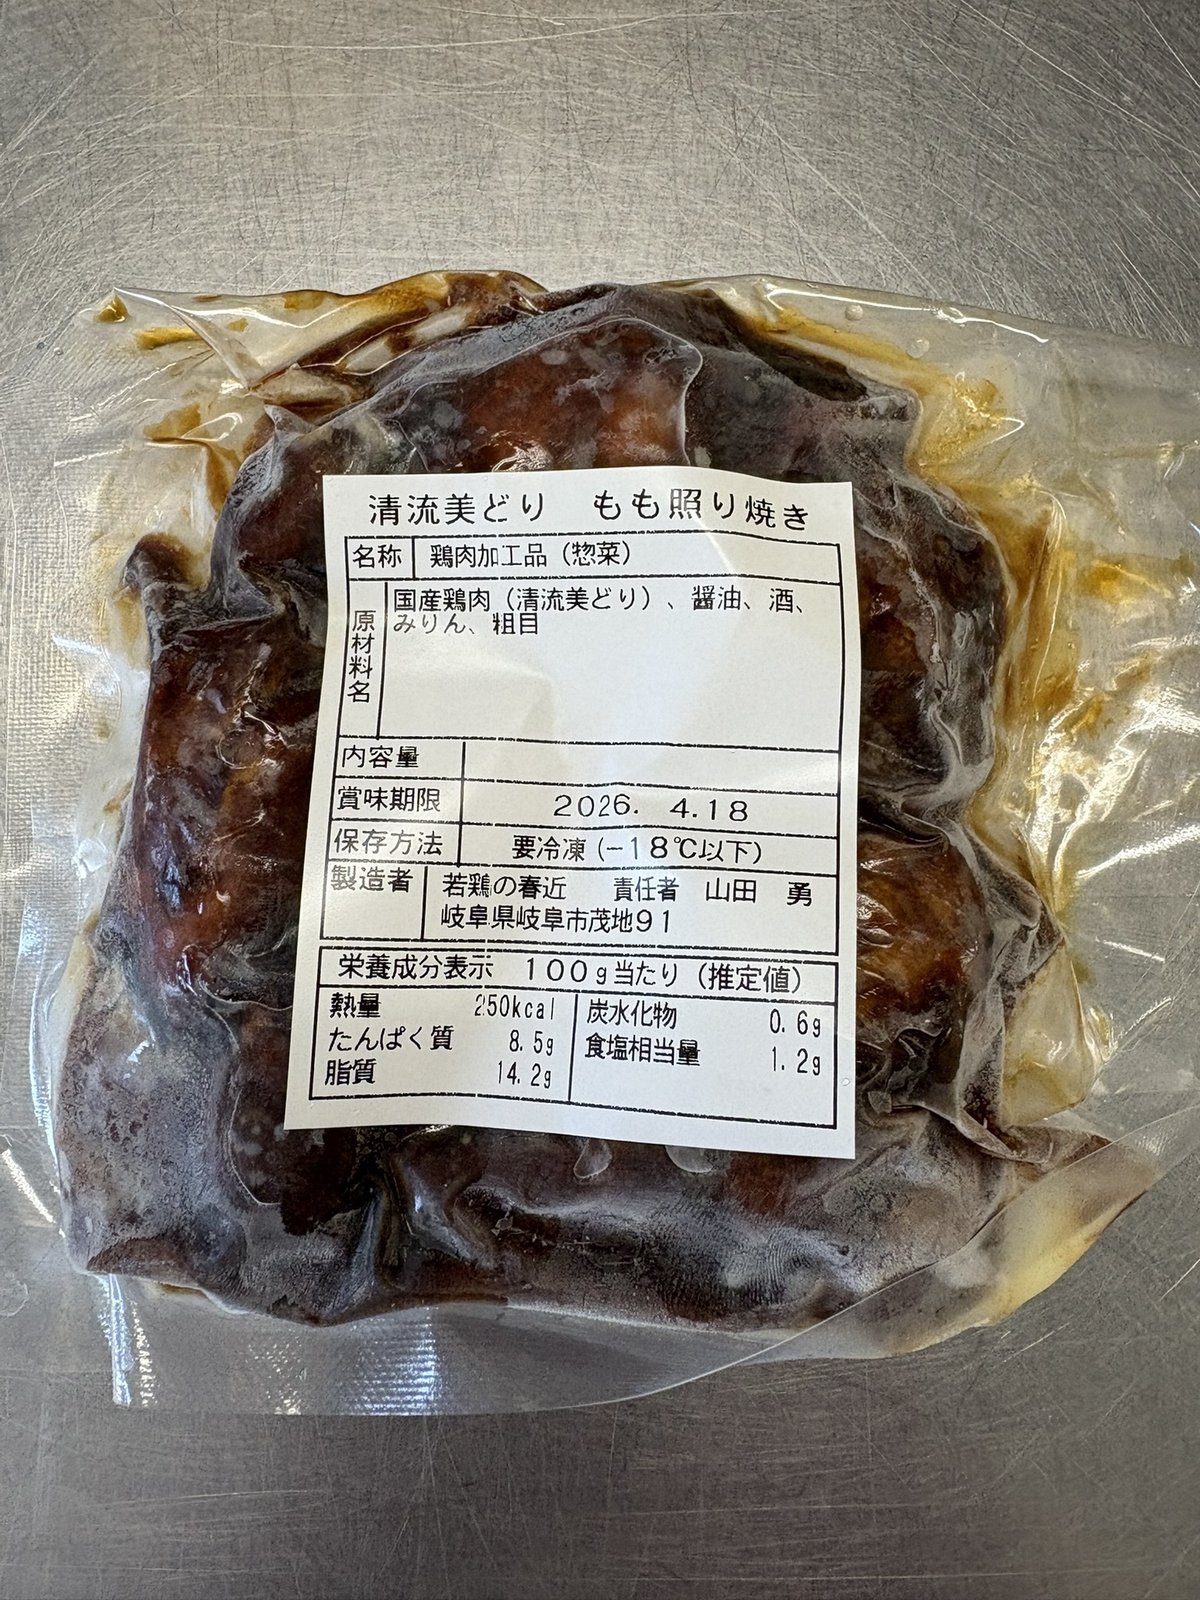 清流美どり　もも照り焼き
名称 鶏肉加工品（惣菜）
原材料名 国産鶏肉（清流美どり）、醤油、酒、
みりん、粗目
内容量
賞味期限 2026. 4.18
保存方法 要冷凍（−18℃以下）
製造者 若鶏の春近　責任者　山田　勇
岐阜県岐阜市茂地91
栄養成分表示　100g当たり（推定値）
熱量 250kcal 炭水化物 0.6g
たんぱく質 8.5g 食塩相当量 1.2g
脂質 14.2g